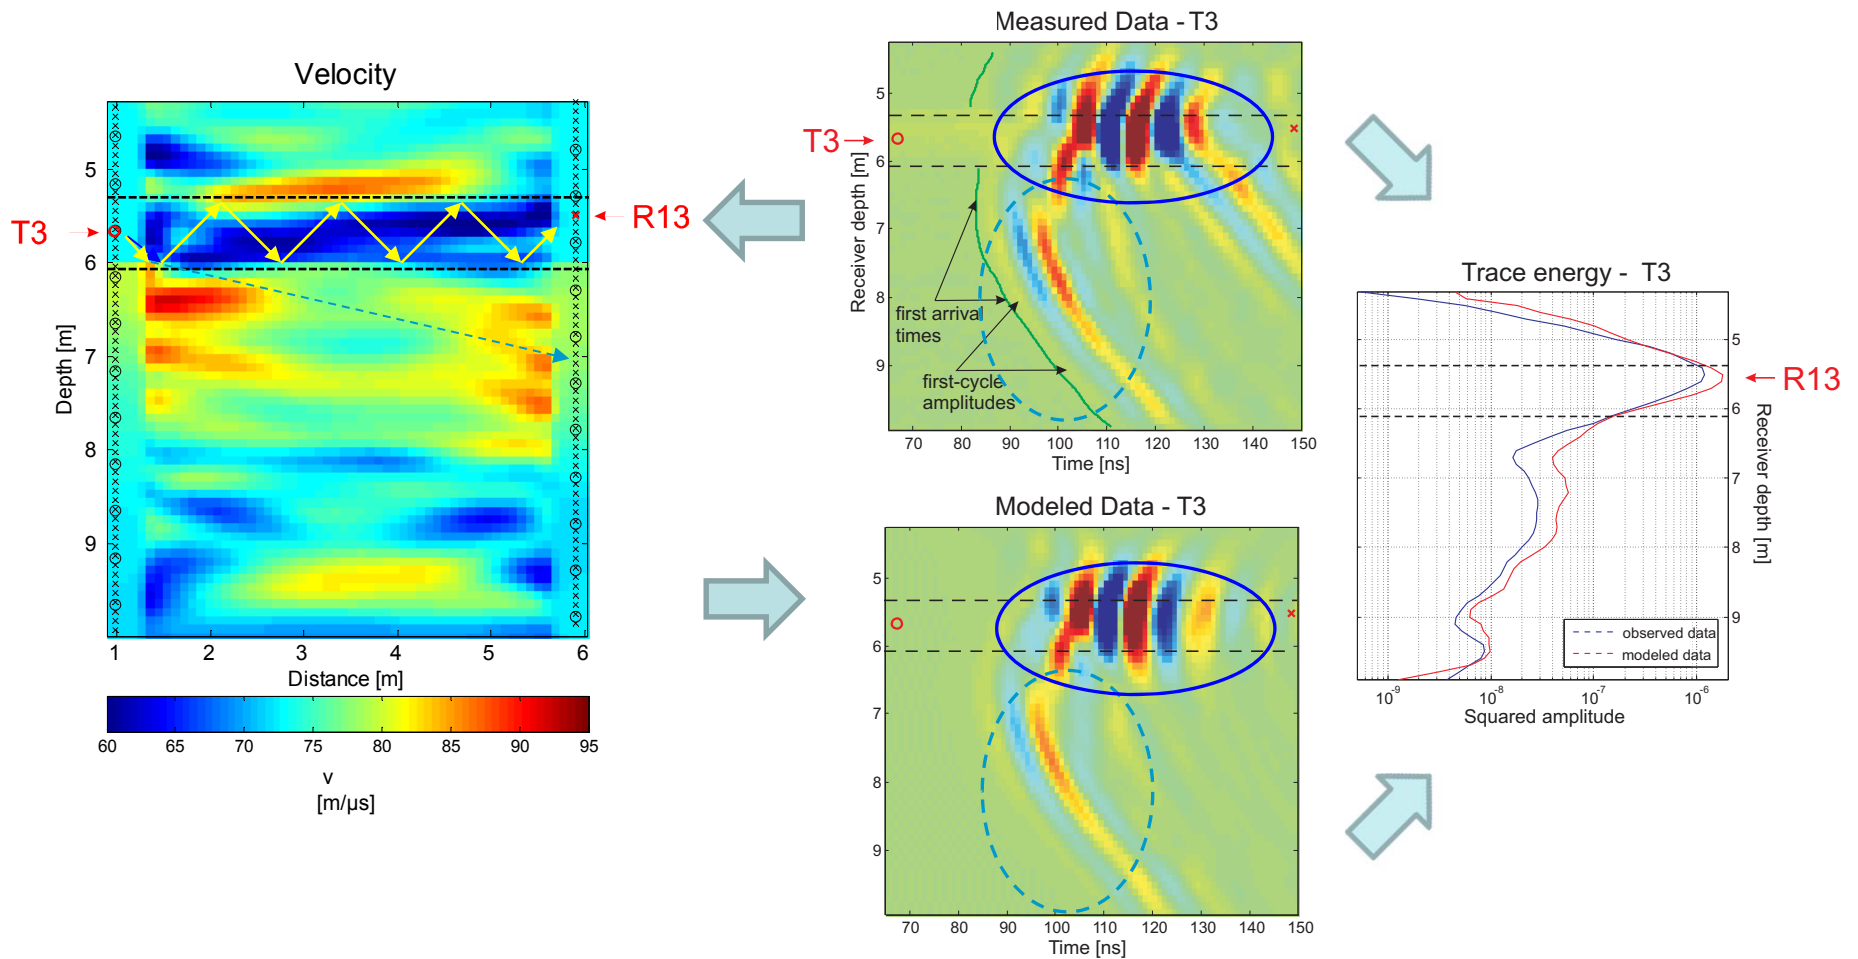 Velocity
T3
R13
5
6
7
8
9
Depth [m]
1
2
3
4
5
6
Distance [m]
60
65
70
75
80
85
90
95
v
[m/µs]
Measured Data - T3
T3
5
6
7
8
9
Receiver depth [m]
first arrival
times
first-cycle
amplitudes
70
80
90
100
110
120
130
140
150
Time [ns]
Modeled Data - T3
5
6
7
8
9
70
80
90
100
110
120
130
140
150
Time [ns]
Trace energy - T3
R13
5
6
7
8
9
Receiver depth [m]
observed data
modeled data
10⁻⁹
10⁻⁸
10⁻⁷
10⁻⁶
Squared amplitude